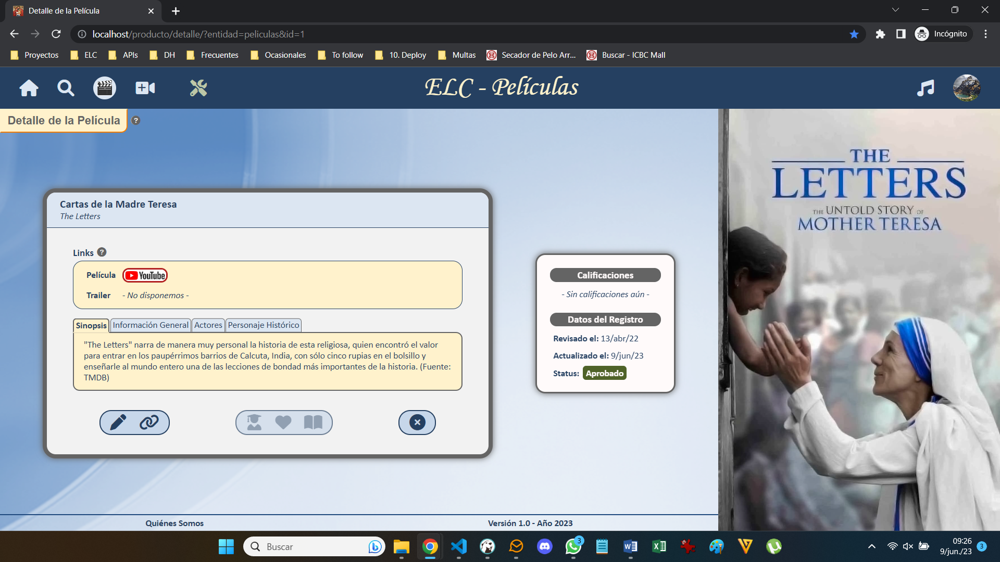 Detalle de la Película
localhost/producto/detalle/?entidad=peliculas&id=1
Incógnito
Proyectos ELC APIs DH Frecuentes Ocasionales To follow 10. Deploy Multas Secador de Pelo Arr... Buscar - ICBC Mall
ELC - Películas
Detalle de la Película ?
THE
LETTERS
THE UNTOLD STORY OF
MOTHER TERESA
Cartas de la Madre Teresa
The Letters
Links ?
Película YouTube
Trailer - No disponemos -
Sinopsis Información General Actores Personaje Histórico
"The Letters" narra de manera muy personal la historia de esta religiosa, quien encontró el valor
para entrar en los paupérrimos barrios de Calcuta, India, con sólo cinco rupias en el bolsillo y
enseñarle al mundo entero una de las lecciones de bondad más importantes de la historia. (Fuente:
TMDB)
Calificaciones
- Sin calificaciones aún -
Datos del Registro
Revisado el: 13/abr/22
Actualizado el: 9/jun/23
Status: Aprobado
Quiénes Somos
Versión 1.0 - Año 2023
Buscar
3
09:26
9/jun./23
3